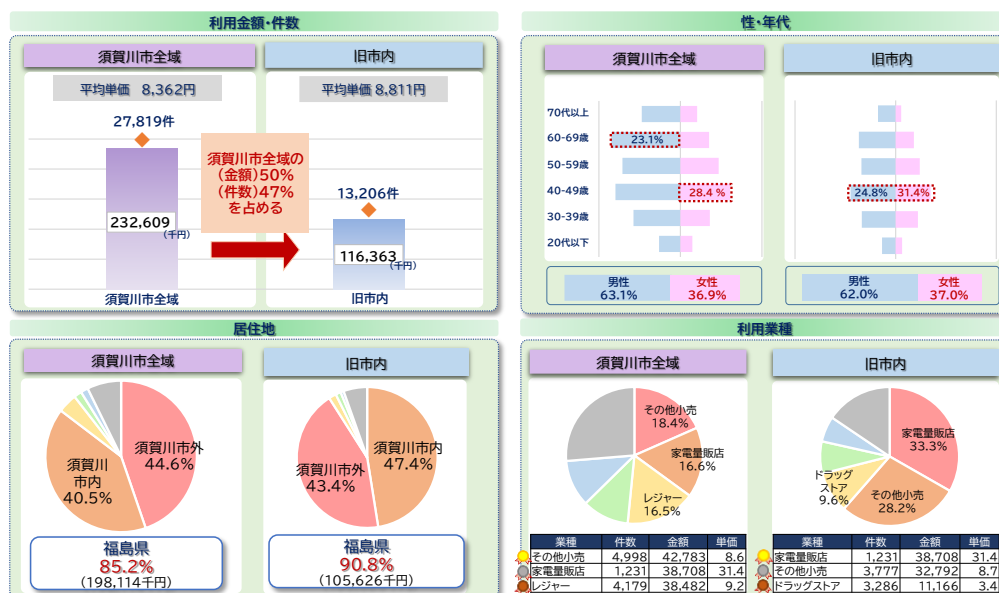 利用金額・件数
須賀川市全域
旧市内
平均単価 8,362円
平均単価 8,811円
27,819件
須賀川市全域の
(金額)50%
(件数)47%
を占める
13,206件
232,609
(千円)
116,363
(千円)
須賀川市全域
旧市内
性・年代
須賀川市全域
旧市内
70代以上
60-69歳
23.1%
50-59歳
40-49歳
28.4 %
24.8%
31.4%
30-39歳
20代以下
男性
63.1%
女性
36.9%
男性
62.0%
女性
37.0%
居住地
須賀川市全域
旧市内
須賀川市外
44.6%
須賀川
市内
40.5%
須賀川市内
47.4%
須賀川市外
43.4%
福島県
85.2%
(198,114千円)
福島県
90.8%
(105,626千円)
利用業種
須賀川市全域
旧市内
その他小売
18.4%
家電量販店
16.6%
レジャー
16.5%
家電量販店
33.3%
その他小売
28.2%
ドラッグ
ストア
9.6%
業種 件数 金額 単価
その他小売 4,998 42,783 8.6
家電量販店 1,231 38,708 31.4
レジャー 4,179 38,482 9.2
業種 件数 金額 単価
家電量販店 1,231 38,708 31.4
その他小売 3,777 32,792 8.7
ドラッグストア 3,286 11,166 3.4